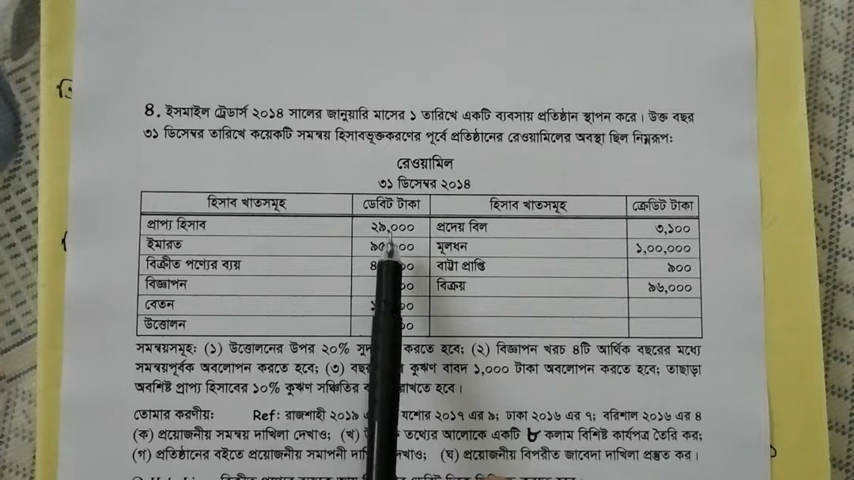 8. ইসমাইল ট্রেডার্স ২০১৪ সালের জানুয়ারি মাসের ১ তারিখে একটি ব্যবসায় প্রতিষ্ঠান স্থাপন করে। উক্ত বছর
৩১ ডিসেম্বর তারিখে কয়েকটি সমন্বয় হিসাবভুক্তকরণের পূর্বে প্রতিষ্ঠানের রেওয়ামিলের অবস্থা ছিল নিম্নরূপ:
রেওয়ামিল
৩১ ডিসেম্বর ২০১৪
হিসাব খাতসমূহ ডেবিট টাকা হিসাব খাতসমূহ ক্রেডিট টাকা
প্রাপ্য হিসাব ২৯,০০০ প্রদেয় বিল ৩,১০০
ইমারত মূলধন ১,০০,০০০
বিক্রীত পণ্যের ব্যয় বাট্টা প্রাপ্তি ৯০০
বিজ্ঞাপন বিক্রয় ৯৬,০০০
বেতন
উত্তোলন
সমন্বয়সমূহ: (১) উত্তোলনের উপর ২০% করতে হবে; (২) বিজ্ঞাপন খরচ ৪টি আর্থিক বছরের মধ্যে
সমন্বয়পূর্বক অবলোপন করতে হবে; (৩) কুঋণ বাবদ ১,০০০ টাকা অবলোপন করতে হবে; তাছাড়া
অবশিষ্ট প্রাপ্য হিসাবের ১০% কুঋণ সঞ্চিতির রাখতে হবে।
তোমার করণীয়: Ref: রাজশাহী ২০১৯ যশোর ২০১৭ এর ৯; ঢাকা ২০১৬ এর ৭; বরিশাল ২০১৬ এর ৪
(ক) প্রয়োজনীয় সমন্বয় দাখিলা দেখাও; (খ) তথ্যের আলোকে একটি ৮ কলাম বিশিষ্ট কার্যপত্র তৈরি কর;
(গ) প্রতিষ্ঠানের বইতে প্রয়োজনীয় সমাপনী দেখাও; (ঘ) প্রয়োজনীয় বিপরীত জাবেদা দাখিলা প্রস্তুত কর।